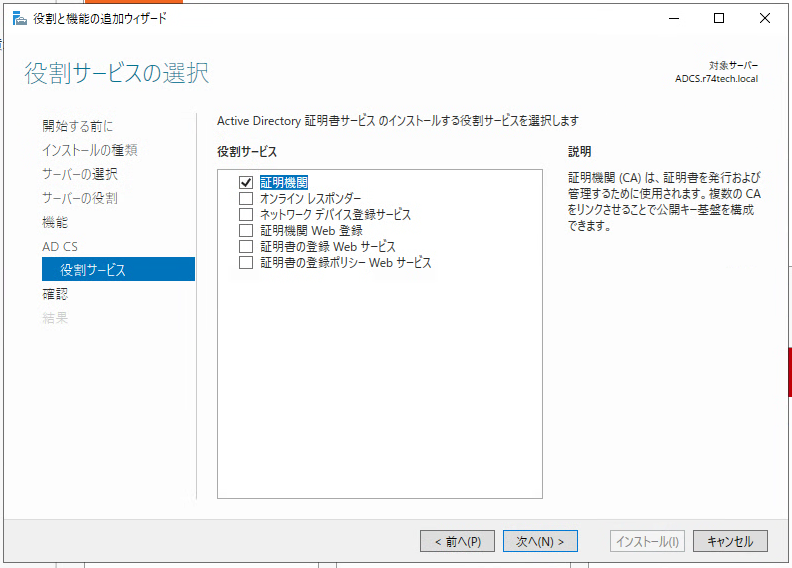 役割と機能の追加ウィザード
役割サービスの選択
対象サーバー
ADCS.r74tech.local
開始する前に
インストールの種類
サーバーの選択
サーバーの役割
機能
AD CS
役割サービス
確認
結果
Active Directory 証明書サービス のインストールする役割サービスを選択します
役割サービス
証明機関
オンライン レスポンダー
ネットワーク デバイス登録サービス
証明機関 Web 登録
証明書の登録 Web サービス
証明書の登録ポリシー Web サービス
説明
証明機関 (CA) は、証明書を発行および
管理するために使用されます。複数の CA
をリンクさせることで公開キー基盤を構成
できます。
< 前へ(P)
次へ(N) >
インストール(I)
キャンセル